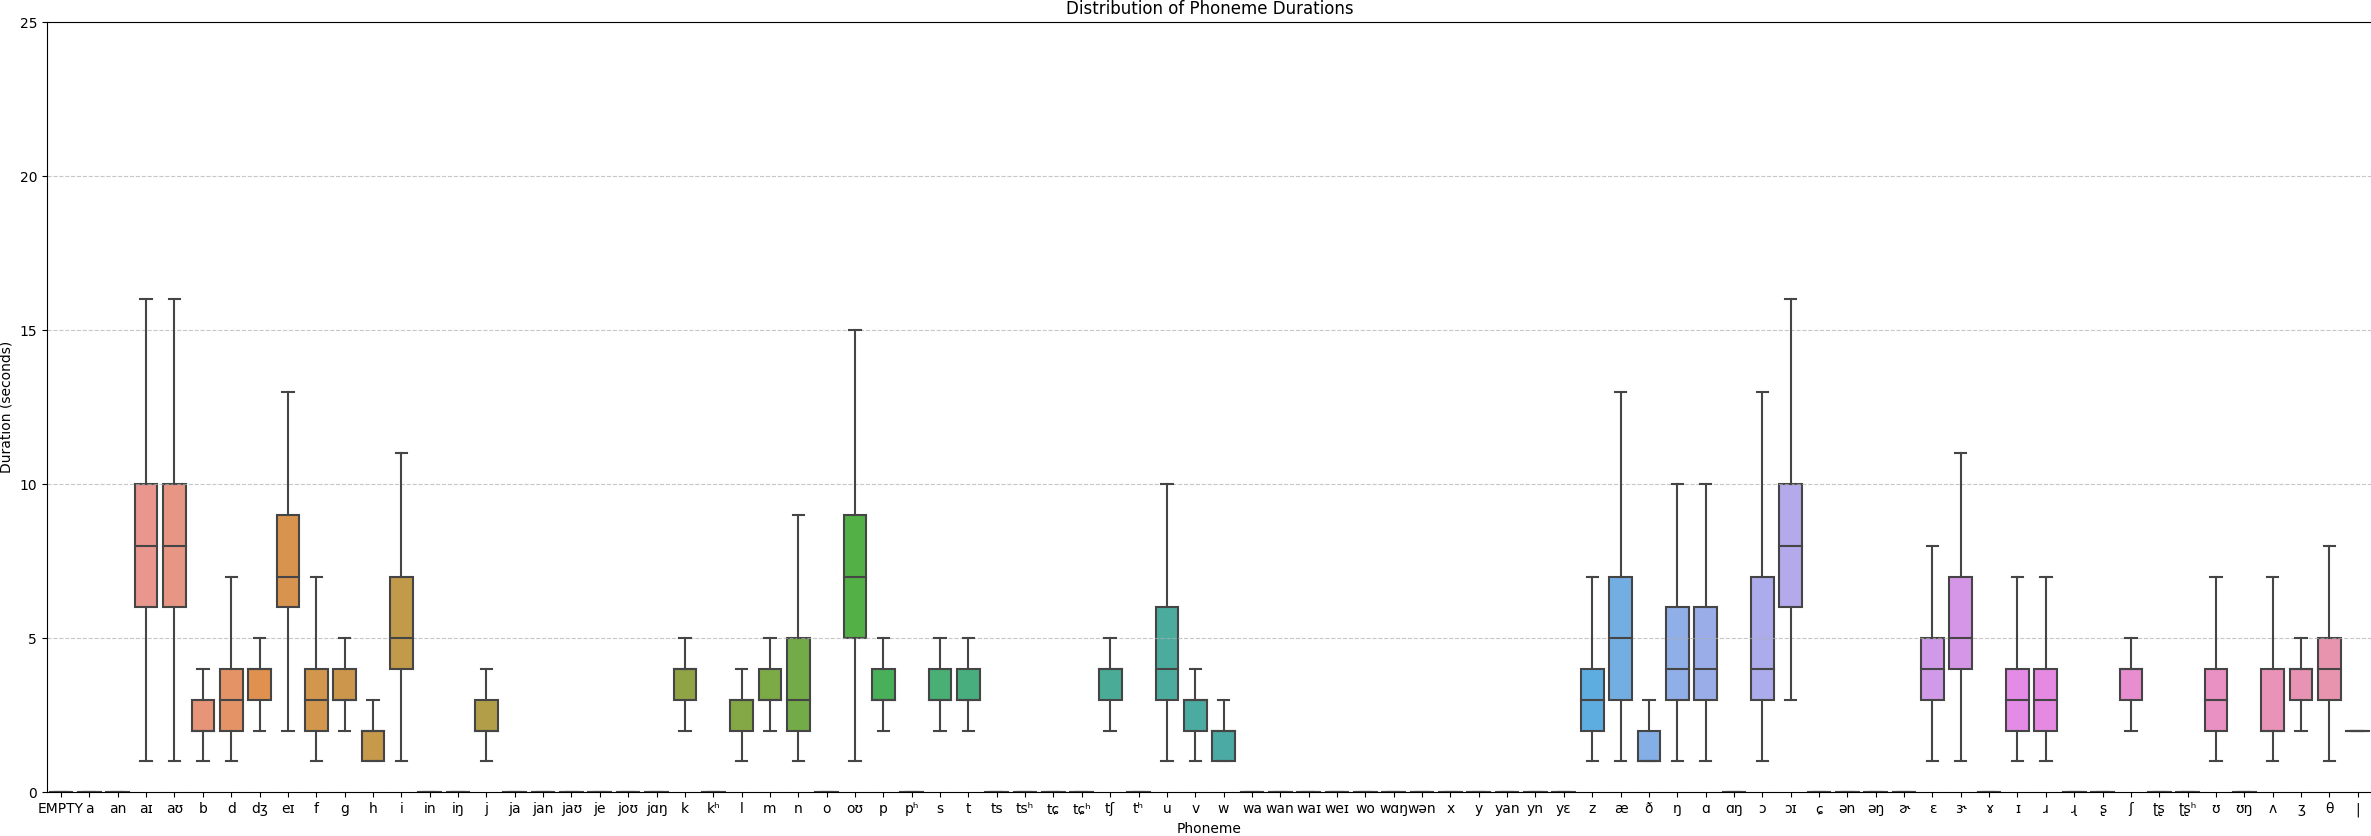 Distribution of Phoneme Durations
Duration (seconds)
25
20
15
10
5
0
EMPTY a an aɪ aʊ b d dʒ eɪ f ɡ h i in iŋ j ja jan jaʊ je joʊ jɑŋ k kʰ l m n o oʊ p pʰ s t ts tsʰ tɕ tɕʰ tʃ tʰ u v w wa wan waɪ weɪ wo wɑŋ wən x y yan yn yɛ z æ ð ŋ ɑ ɑŋ ɔ ɔɪ ɕ ən əŋ ɚ ɛ ɝ ɤ ɪ ɹ ɻ ʂ ʃ ʈʂ ʈʂʰ ʊ ʊŋ ʌ ʒ θ |
Phoneme